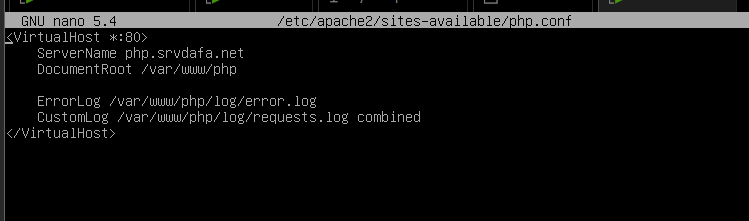 GNU nano 5.4 /etc/apache2/sites-available/php.conf
<VirtualHost *:80>
ServerName php.srvdafa.net
DocumentRoot /var/www/php
ErrorLog /var/www/php/log/error.log
CustomLog /var/www/php/log/requests.log combined
</VirtualHost>